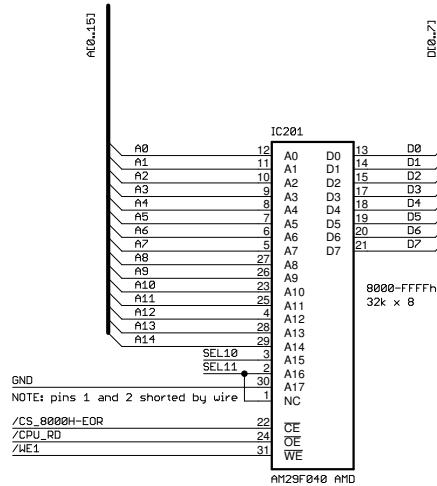 A[0..15]
D[0..7]
IC201
A0 12 A0 D0 13 D0
A1 11 A1 D1 14 D1
A2 10 A2 D2 15 D2
A3 9 A3 D3 17 D3
A4 8 A4 D4 18 D4
A5 7 A5 D5 19 D5
A6 6 A6 D6 20 D6
A7 5 A7 D7 21 D7
A8 27 A8
A9 26 A9
A10 23 A10
A11 25 A11
A12 4 A12
A13 28 A13
A14 29 A14
SEL10 3 A15
SEL11 2 A16
GND 30 A17
NOTE: pins 1 and 2 shorted by wire 1 NC
8000-FFFFh
32k x 8
/CS_8000H-EOR 22 CE
/CPU_RD 24 OE
/WE1 31 WE
AM29F040 AMD